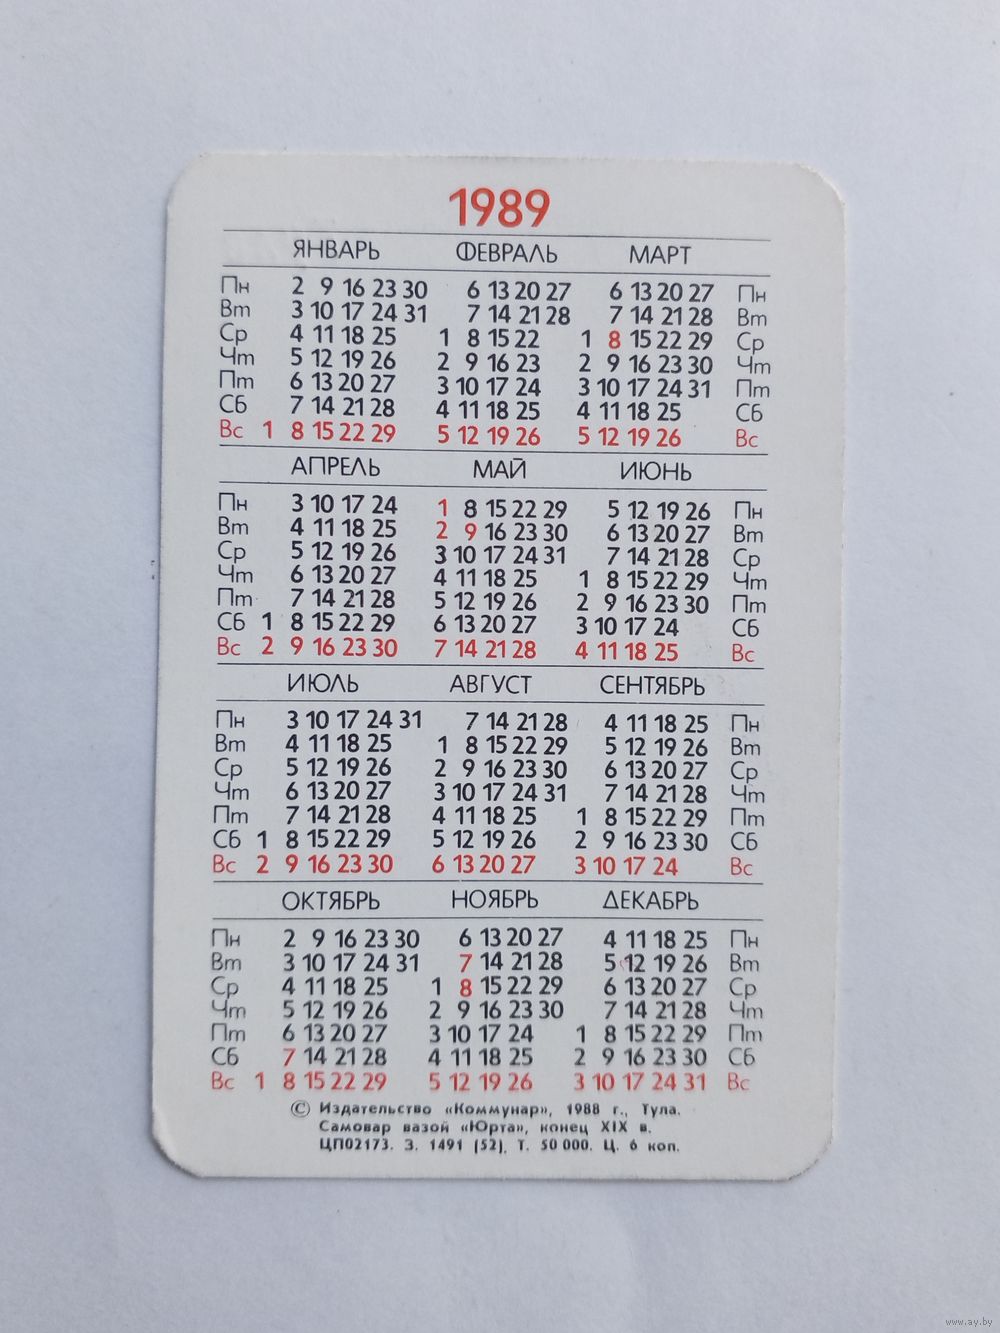 1989
ЯНВАРЬ ФЕВРАЛЬ МАРТ
Пн 2 9 16 23 30 6 13 20 27 6 13 20 27 Пн
Вт 3 10 17 24 31 7 14 21 28 7 14 21 28 Вт
Ср 4 11 18 25 1 8 15 22 1 8 15 22 29 Ср
Чт 5 12 19 26 2 9 16 23 2 9 16 23 30 Чт
Пт 6 13 20 27 3 10 17 24 3 10 17 24 31 Пт
Сб 7 14 21 28 4 11 18 25 4 11 18 25 Сб
Вс 1 8 15 22 29 5 12 19 26 5 12 19 26 Вс
АПРЕЛЬ МАЙ ИЮНЬ
Пн 3 10 17 24 1 8 15 22 29 5 12 19 26 Пн
Вт 4 11 18 25 2 9 16 23 30 6 13 20 27 Вт
Ср 5 12 19 26 3 10 17 24 31 7 14 21 28 Ср
Чт 6 13 20 27 4 11 18 25 1 8 15 22 29 Чт
Пт 7 14 21 28 5 12 19 26 2 9 16 23 30 Пт
Сб 1 8 15 22 29 6 13 20 27 3 10 17 24 Сб
Вс 2 9 16 23 30 7 14 21 28 4 11 18 25 Вс
ИЮЛЬ АВГУСТ СЕНТЯБРЬ
Пн 3 10 17 24 31 7 14 21 28 4 11 18 25 Пн
Вт 4 11 18 25 1 8 15 22 29 5 12 19 26 Вт
Ср 5 12 19 26 2 9 16 23 30 6 13 20 27 Ср
Чт 6 13 20 27 3 10 17 24 31 7 14 21 28 Чт
Пт 7 14 21 28 4 11 18 25 1 8 15 22 29 Пт
Сб 1 8 15 22 29 5 12 19 26 2 9 16 23 30 Сб
Вс 2 9 16 23 30 6 13 20 27 3 10 17 24 Вс
ОКТЯБРЬ НОЯБРЬ ДЕКАБРЬ
Пн 2 9 16 23 30 6 13 20 27 4 11 18 25 Пн
Вт 3 10 17 24 31 7 14 21 28 5 12 19 26 Вт
Ср 4 11 18 25 1 8 15 22 29 6 13 20 27 Ср
Чт 5 12 19 26 2 9 16 23 30 7 14 21 28 Чт
Пт 6 13 20 27 3 10 17 24 1 8 15 22 29 Пт
Сб 7 14 21 28 4 11 18 25 2 9 16 23 30 Сб
Вс 1 8 15 22 29 5 12 19 26 3 10 17 24 31 Вс
© Издательство «Коммунар», 1988 г., Тула.
Самовар вазой «Юрта», конец XIX в.
ЦП02173. З. 1491 (52). Т. 50 000. Ц. 6 коп.
www.ay.by